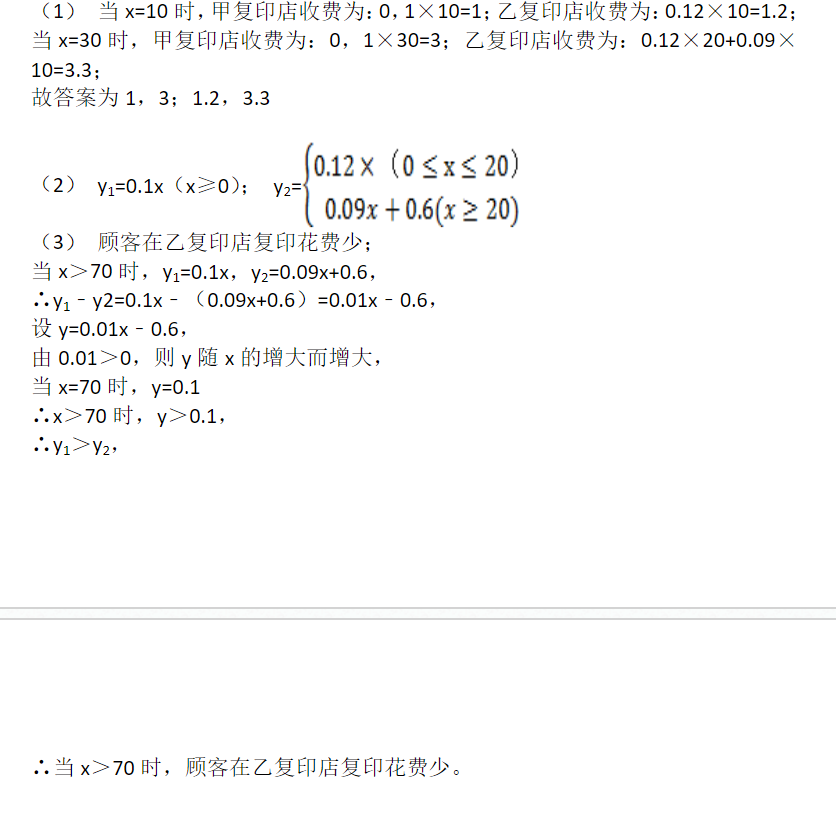 （1） 当 x=10 时，甲复印店收费为：0，1×10=1；乙复印店收费为：0.12×10=1.2；
当 x=30 时，甲复印店收费为：0，1×30=3；乙复印店收费为：0.12×20+0.09×
10=3.3；
故答案为 1，3；1.2，3.3
（2） y₁=0.1x（x≥0）； y₂={0.12×（0≤x≤20）
0.09x+0.6(x≥20)
（3） 顾客在乙复印店复印花费少；
当 x＞70 时，y₁=0.1x，y₂=0.09x+0.6，
∴y₁﹣y2=0.1x﹣（0.09x+0.6）=0.01x﹣0.6，
设 y=0.01x﹣0.6，
由 0.01＞0，则 y 随 x 的增大而增大，
当 x=70 时，y=0.1
∴x＞70 时，y＞0.1，
∴y₁＞y₂，
∴当 x＞70 时，顾客在乙复印店复印花费少。